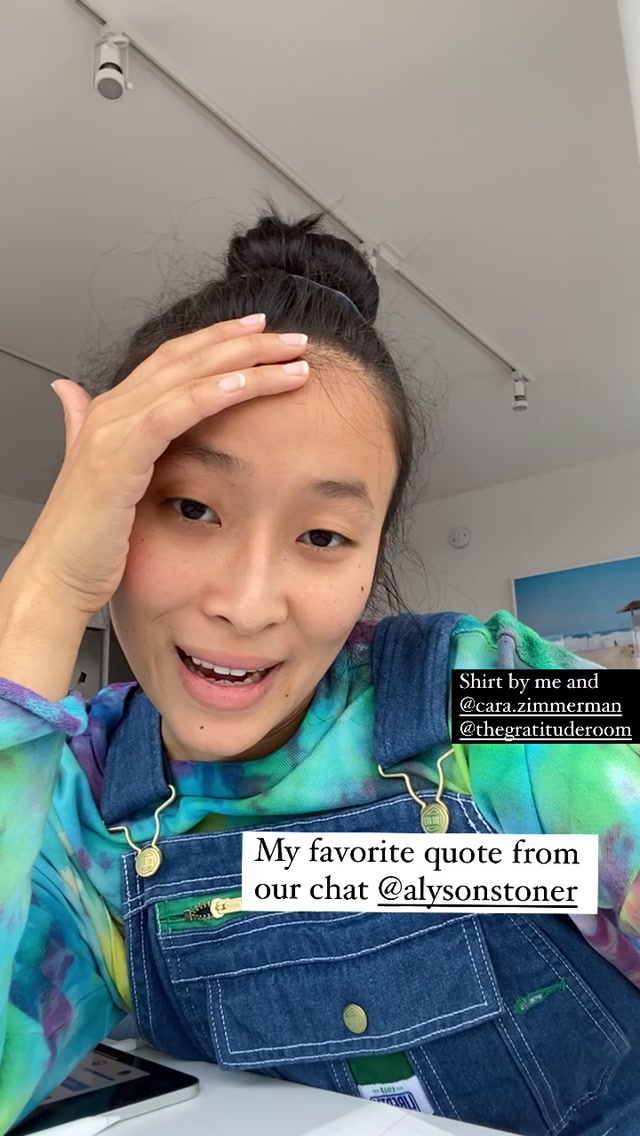 Shirt by me and
@cara.zimmerman
@thegratituderoom
My favorite quote from
our chat @alysonstoner